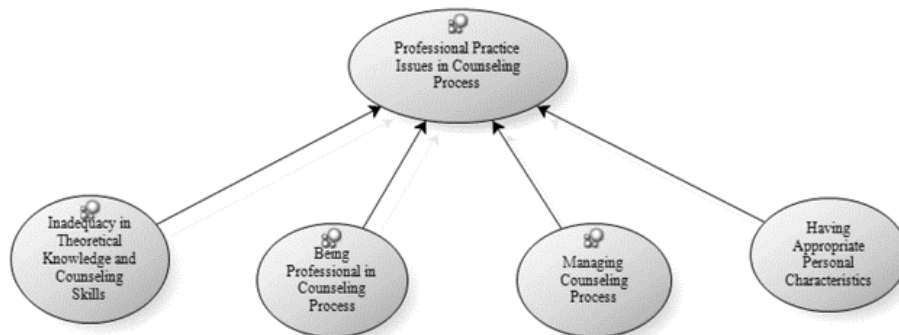 Professional Practice
Issues in Counseling
Process
Inadequacy in
Theoretical
Knowledge and
Counseling
Skills
Being
Professional in
Counseling
Process
Managing
Counseling
Process
Having
Appropriate
Personal
Characteristics